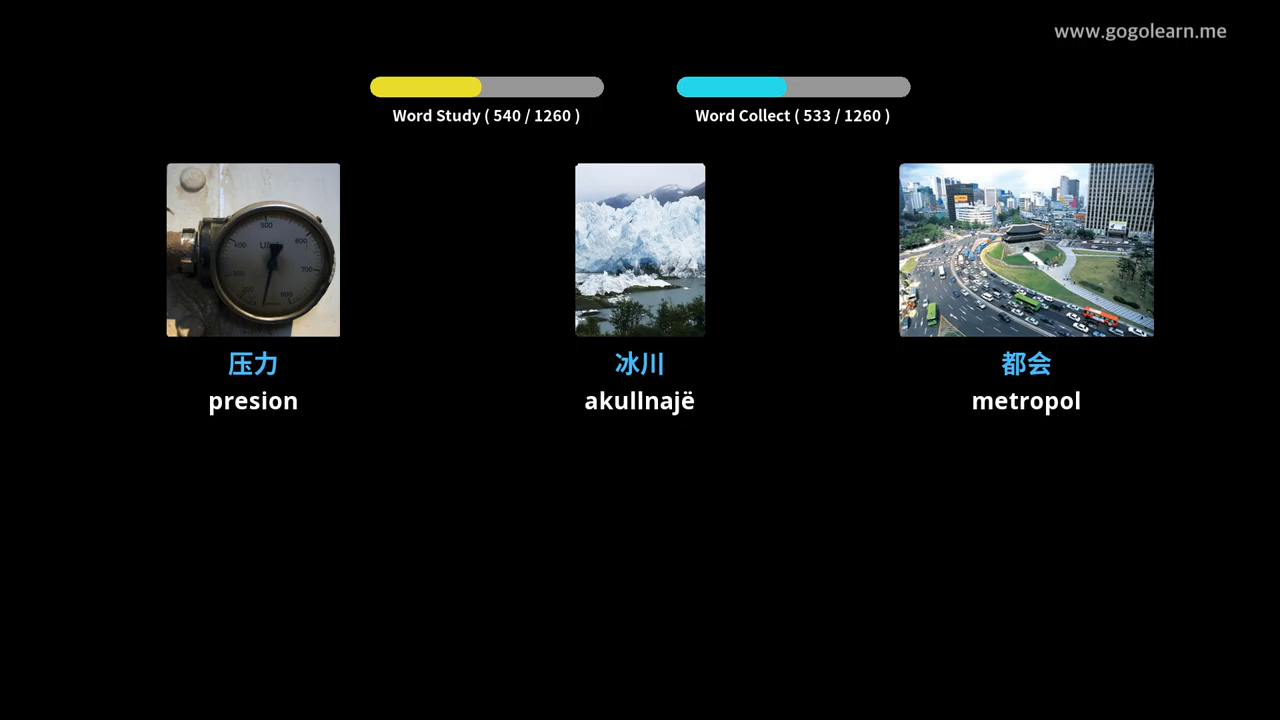 www.gogolearn.me
Word Study ( 540 / 1260 )
Word Collect ( 533 / 1260 )
压力
presion
冰川
akullnajë
都会
metropol